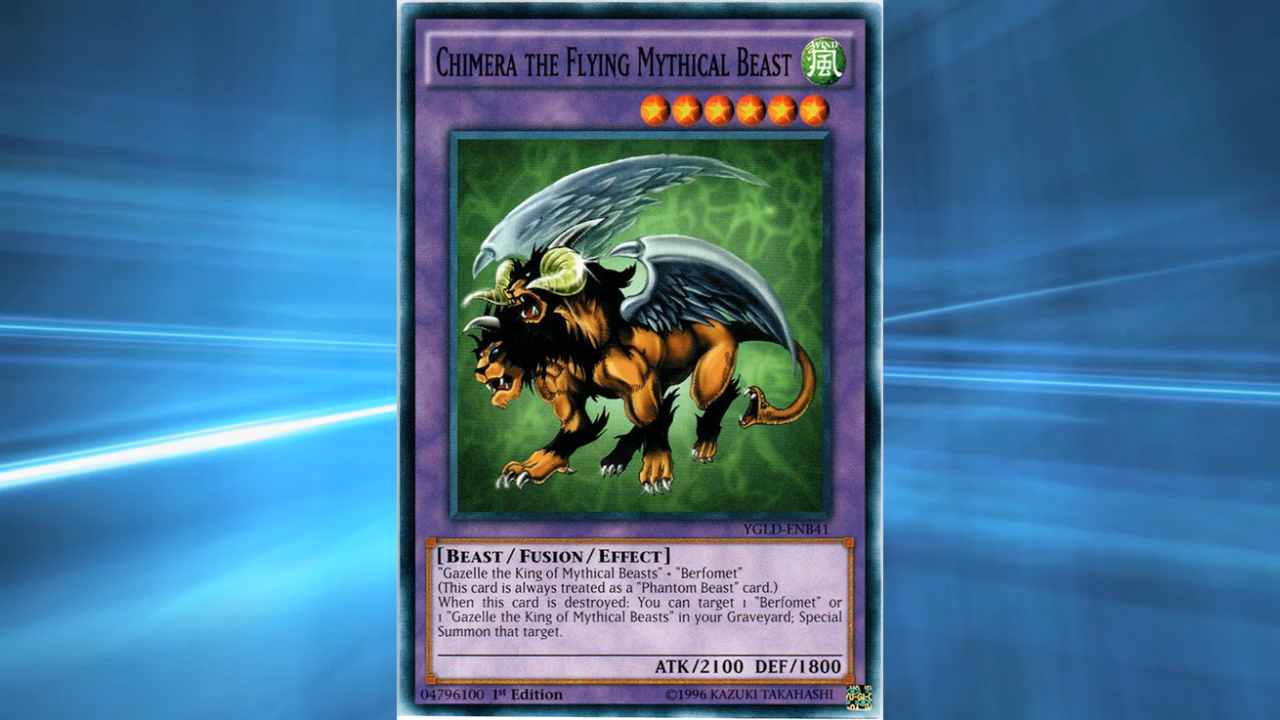 Chimera the Flying Mythical Beast
WIND
風
YGLD-ENB41
[Beast / Fusion / Effect]
"Gazelle the King of Mythical Beasts" + "Berfomet"
(This card is always treated as a "Phantom Beast" card.)
When this card is destroyed: You can target 1 "Berfomet" or
1 "Gazelle the King of Mythical Beasts" in your Graveyard; Special
Summon that target.
ATK/2100 DEF/1800
04796100 1st Edition
©1996 KAZUKI TAKAHASHI